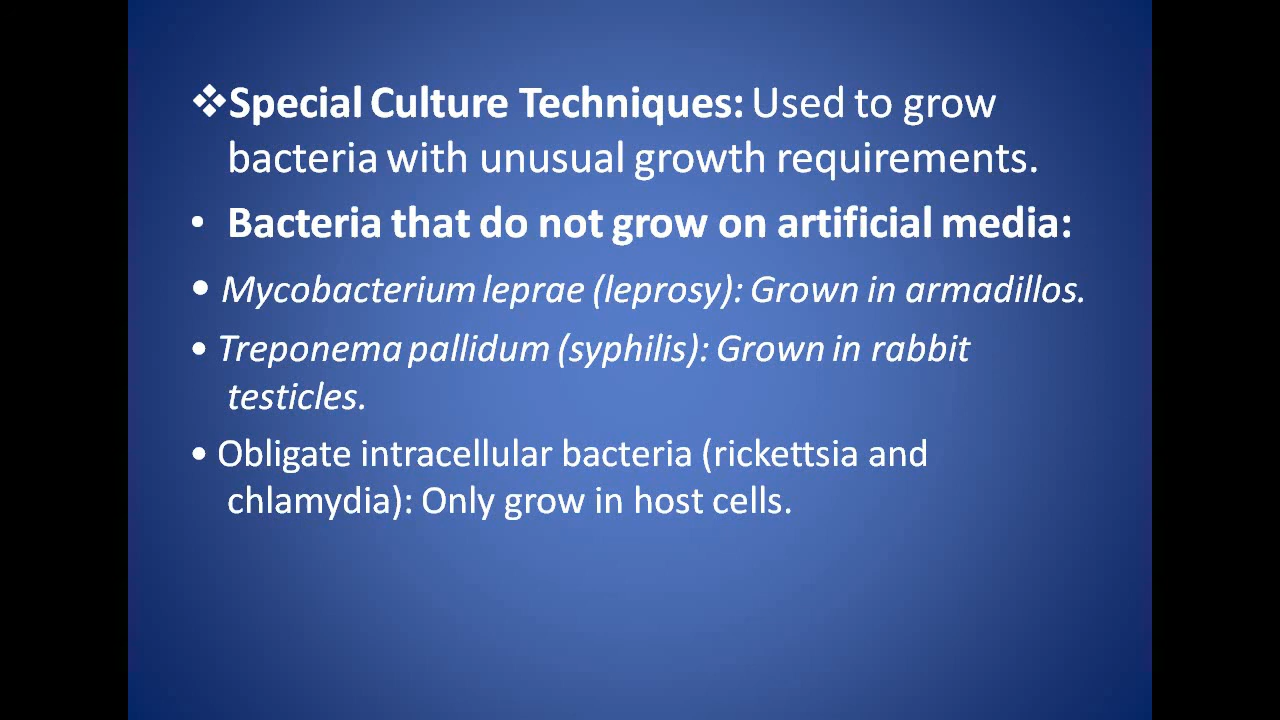 ❖Special Culture Techniques: Used to grow
bacteria with unusual growth requirements.
• Bacteria that do not grow on artificial media:
• Mycobacterium leprae (leprosy): Grown in armadillos.
• Treponema pallidum (syphilis): Grown in rabbit
testicles.
• Obligate intracellular bacteria (rickettsia and
chlamydia): Only grow in host cells.